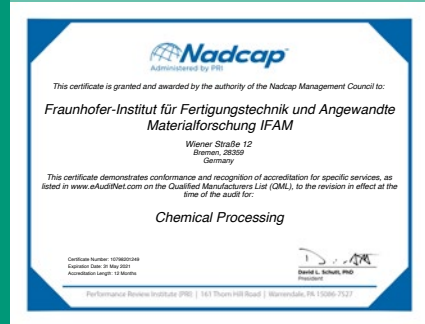 Nadcap
Administered by PRI
This certificate is granted and awarded by the authority of the Nadcap Management Council to:
Fraunhofer-Institut für Fertigungstechnik und Angewandte
Materialforschung IFAM
Wiener Straße 12
Bremen, 28359
Germany
This certificate demonstrates conformance and recognition of accreditation for specific services, as
listed in www.eAuditNet.com on the Qualified Manufacturers List (QML), to the revision in effect at the
time of the audit for:
Chemical Processing
Certificate Number: 10798201249
Expiration Date: 31 May 2021
Accreditation Length: 12 Months
David L. Schutt, PhD
President
Performance Review Institute (PRI) | 161 Thorn Hill Road | Warrendale, PA 15086-7527